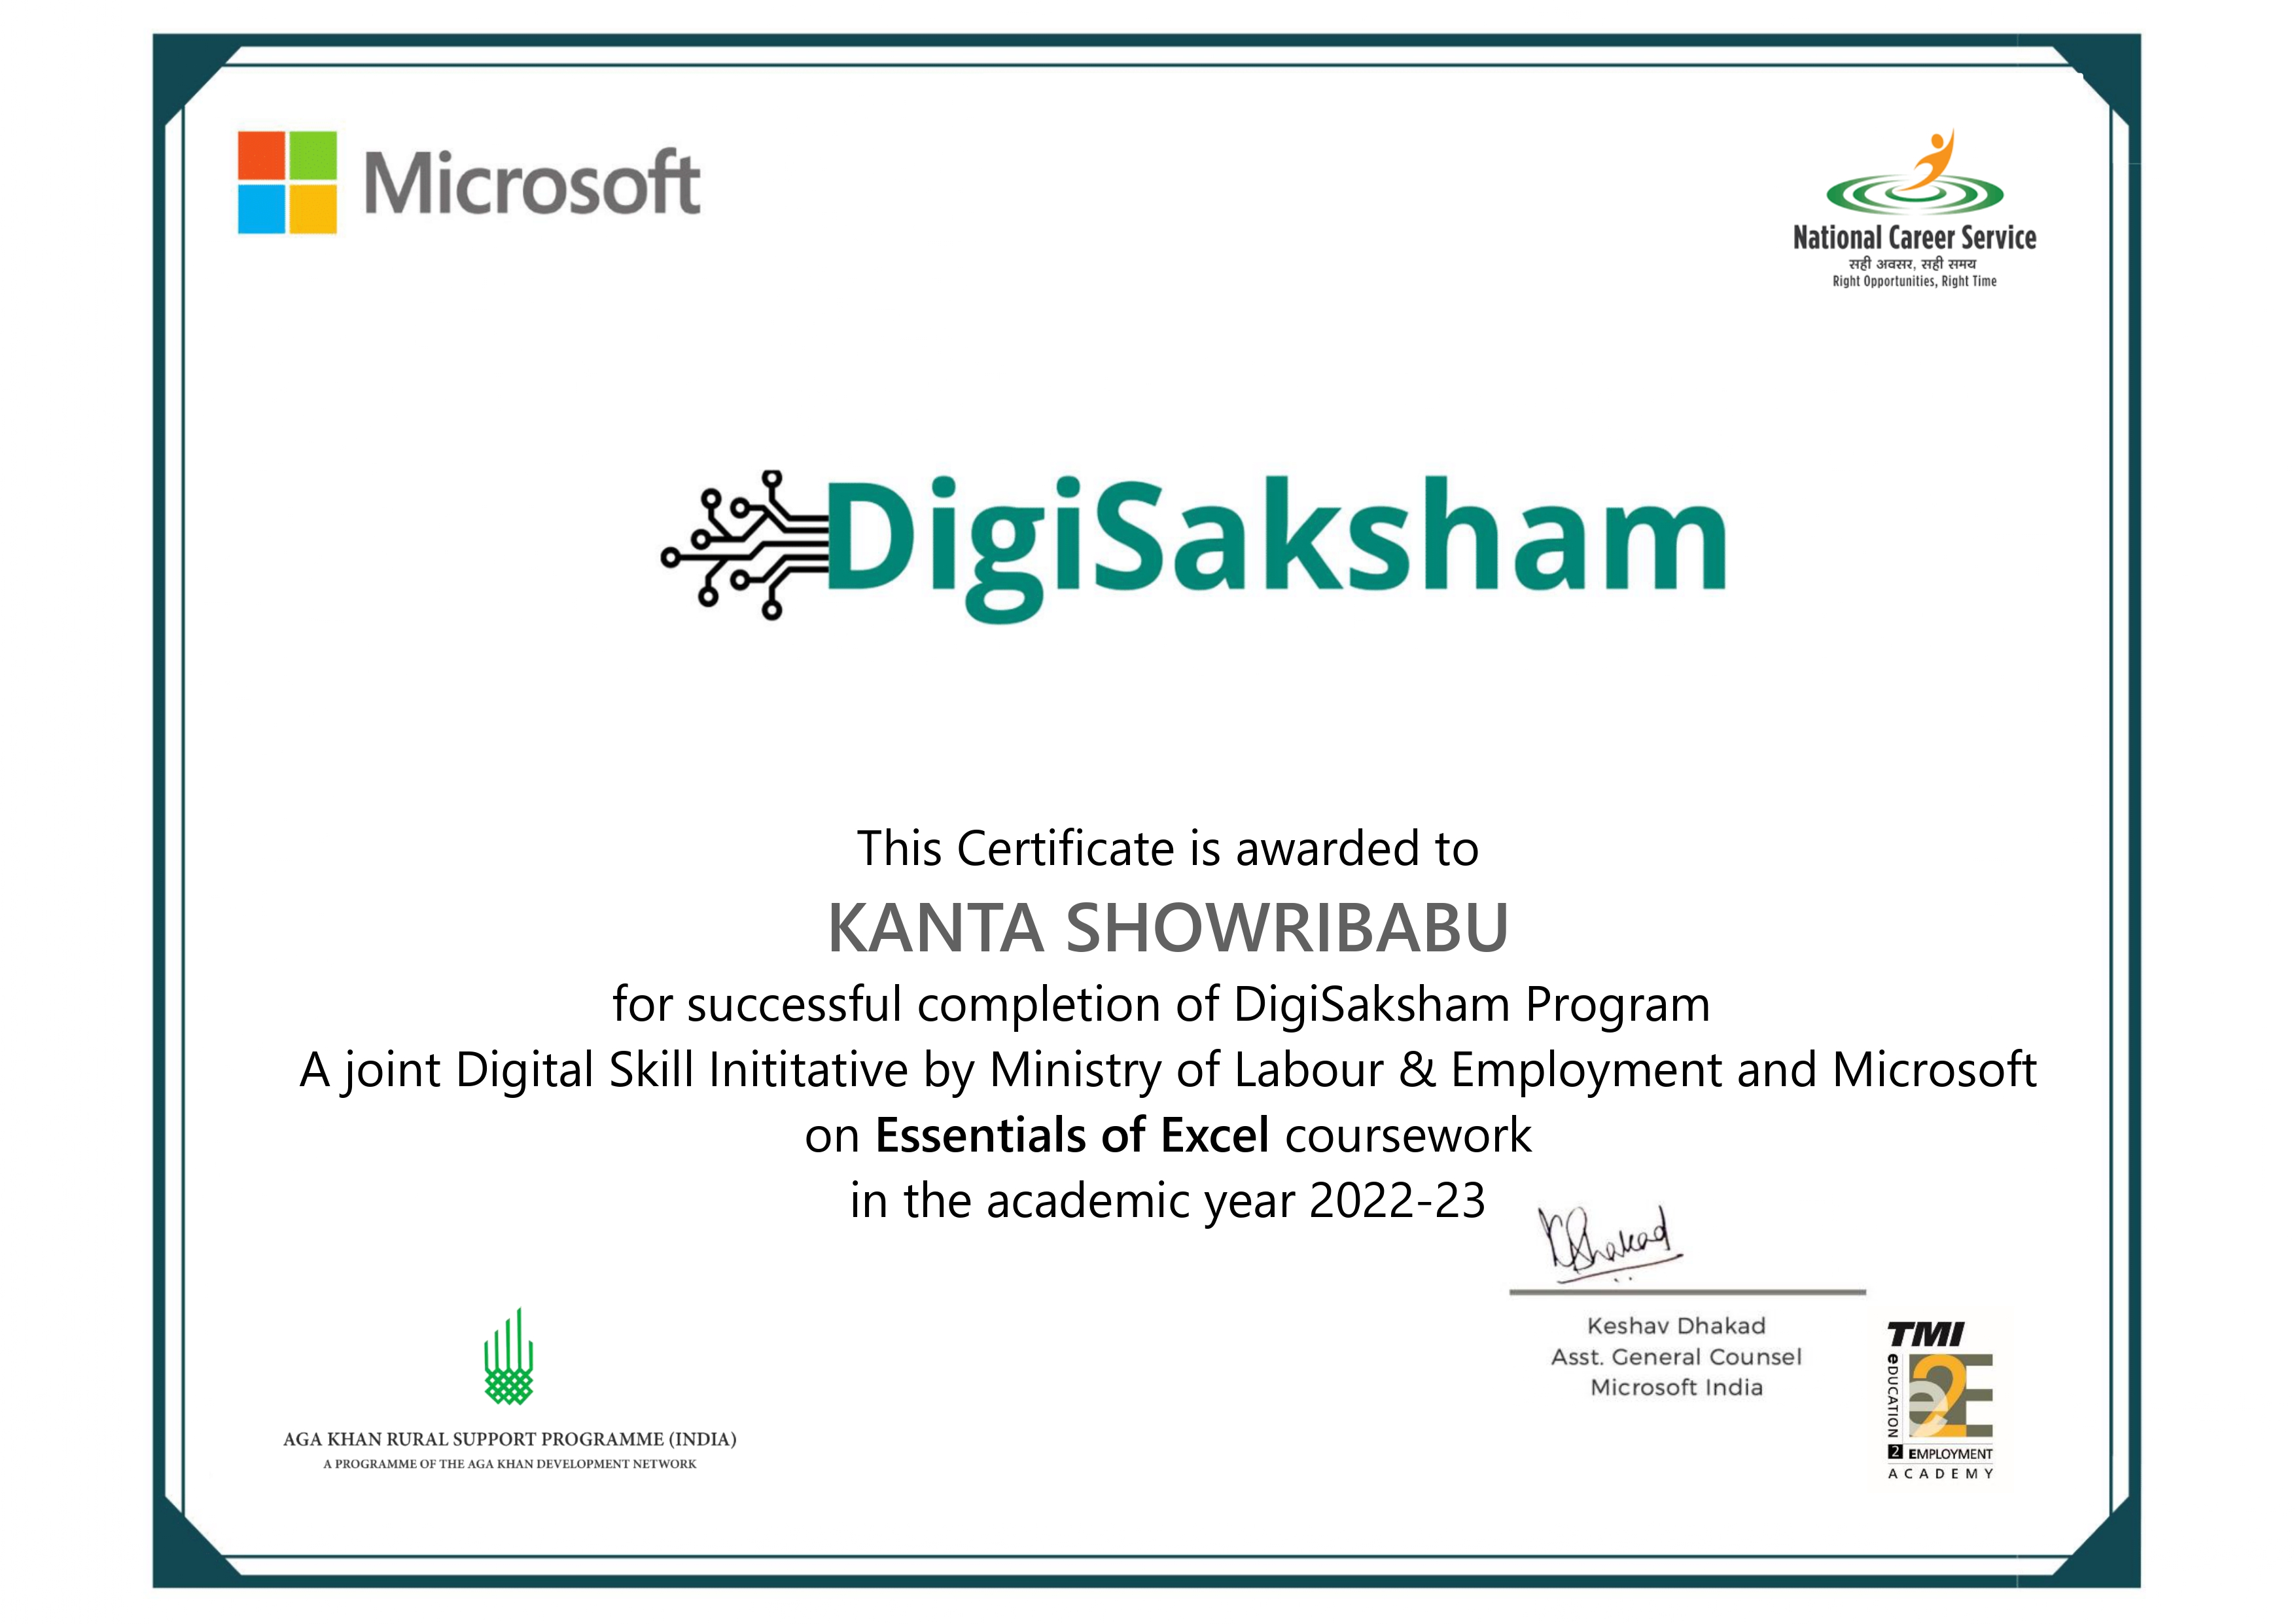 Microsoft
National Career Service
सही अवसर, सही समय
Right Opportunities, Right Time
DigiSaksham
This Certificate is awarded to
KANTA SHOWRIBABU
for successful completion of DigiSaksham Program
A joint Digital Skill Inititative by Ministry of Labour & Employment and Microsoft
on Essentials of Excel coursework
in the academic year 2022-23
KDhakad
Keshav Dhakad
Asst. General Counsel
Microsoft India
AGA KHAN RURAL SUPPORT PROGRAMME (INDIA)
A PROGRAMME OF THE AGA KHAN DEVELOPMENT NETWORK
TMI
eDUCATION
e2E
2 EMPLOYMENT
ACADEMY